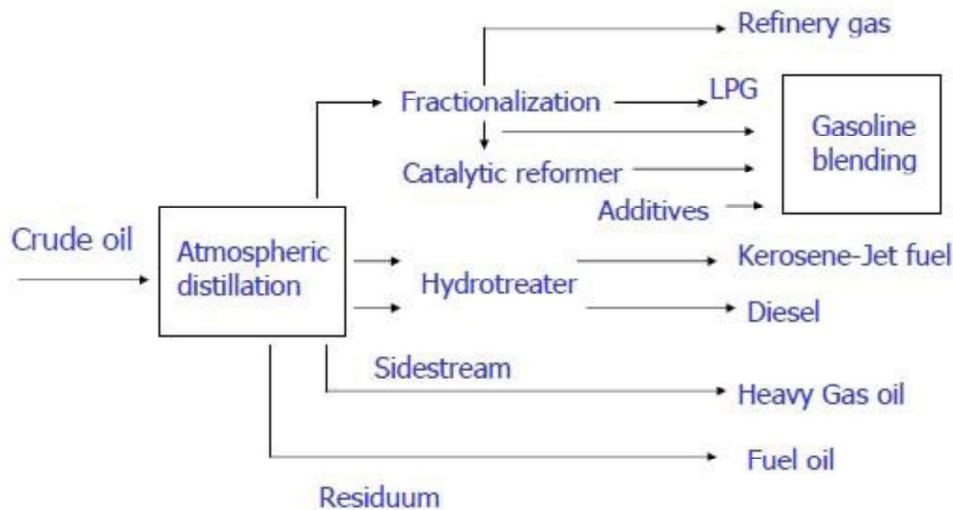 Refinery gas
Fractionalization
LPG
Gasoline
blending
Catalytic reformer
Additives
Crude oil
Atmospheric
distillation
Hydrotreater
Kerosene-Jet fuel
Diesel
Sidestream
Heavy Gas oil
Fuel oil
Residuum